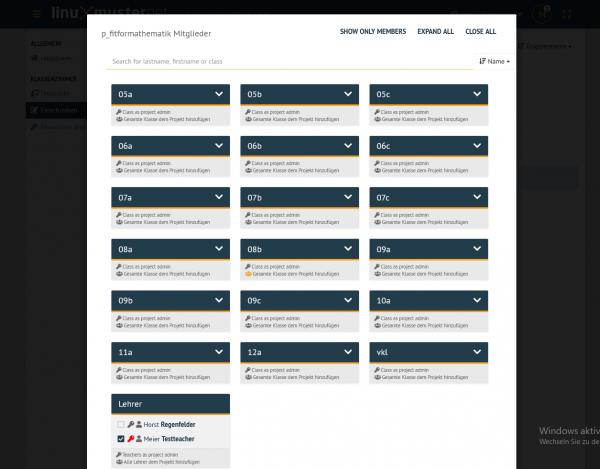 linuxmuster.net
p_fitformathematik Mitglieder
SHOW ONLY MEMBERS EXPAND ALL CLOSE ALL
Search for lastname, firstname or class
Name
05a 05b 05c
Class as project admin Class as project admin Class as project admin
Gesamte Klasse dem Projekt hinzufügen Gesamte Klasse dem Projekt hinzufügen Gesamte Klasse dem Projekt hinzufügen
06a 06b 06c
Class as project admin Class as project admin Class as project admin
Gesamte Klasse dem Projekt hinzufügen Gesamte Klasse dem Projekt hinzufügen Gesamte Klasse dem Projekt hinzufügen
07a 07b 07c
Class as project admin Class as project admin Class as project admin
Gesamte Klasse dem Projekt hinzufügen Gesamte Klasse dem Projekt hinzufügen Gesamte Klasse dem Projekt hinzufügen
08a 08b 09a
Class as project admin Class as project admin Class as project admin
Gesamte Klasse dem Projekt hinzufügen Gesamte Klasse dem Projekt hinzufügen Gesamte Klasse dem Projekt hinzufügen
09b 09c 10a
Class as project admin Class as project admin Class as project admin
Gesamte Klasse dem Projekt hinzufügen Gesamte Klasse dem Projekt hinzufügen Gesamte Klasse dem Projekt hinzufügen
11a 12a vkl
Class as project admin Class as project admin Class as project admin
Gesamte Klasse dem Projekt hinzufügen Gesamte Klasse dem Projekt hinzufügen Gesamte Klasse dem Projekt hinzufügen
Lehrer
Horst Regenfelder
Meier Testteacher
Teachers as project admin
Alle Lehrer dem Projekt hinzufügen
Windows aktiv
Wechseln Sie zu de